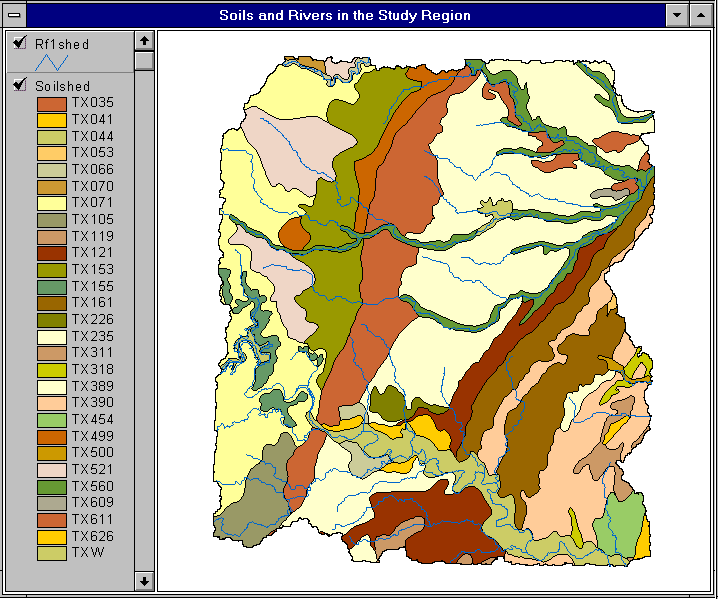 Soils and Rivers in the Study Region
Rf1shed
Soilshed
TX035
TX041
TX044
TX053
TX066
TX070
TX071
TX105
TX119
TX121
TX153
TX155
TX161
TX226
TX235
TX311
TX318
TX389
TX390
TX454
TX499
TX500
TX521
TX560
TX609
TX611
TX626
TXW